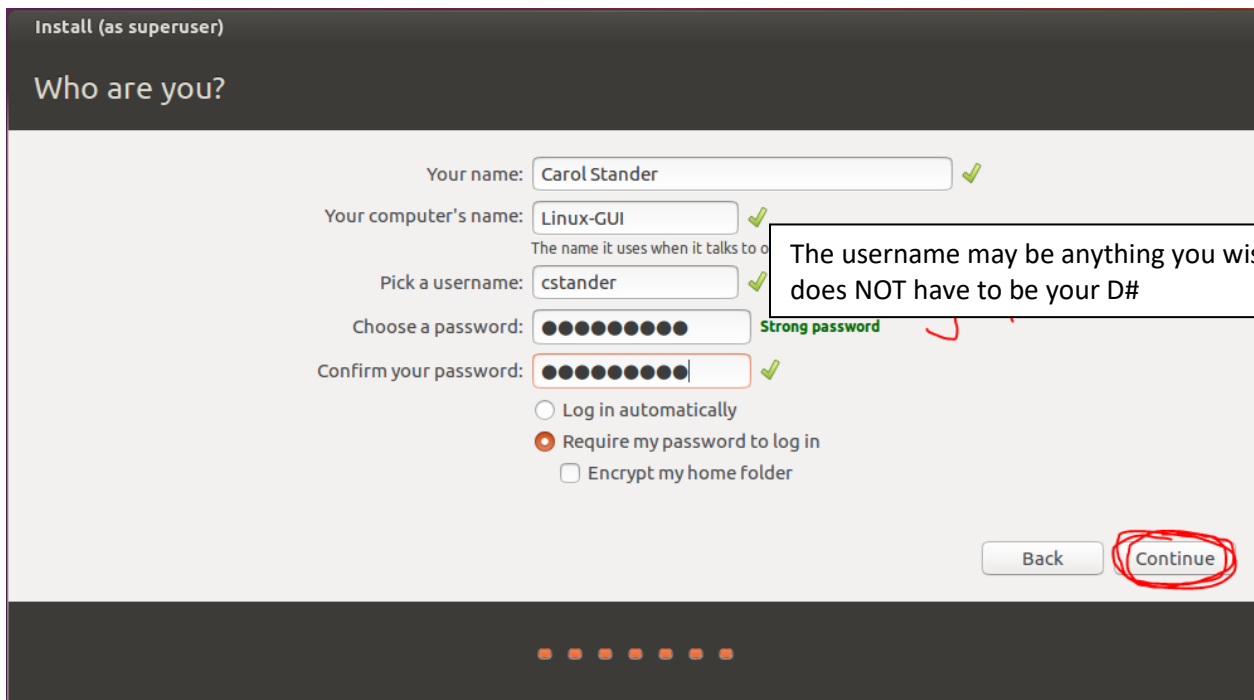 Install (as superuser)
Who are you?
Your name: Carol Stander
Your computer's name: Linux-GUI
The name it uses when it talks to
The username may be anything you
does NOT have to be your D#
Pick a username: cstander
Choose a password: ●●●●●●●●● Strong password
Confirm your password: ●●●●●●●●●
Log in automatically
Require my password to log in
Encrypt my home folder
Back Continue